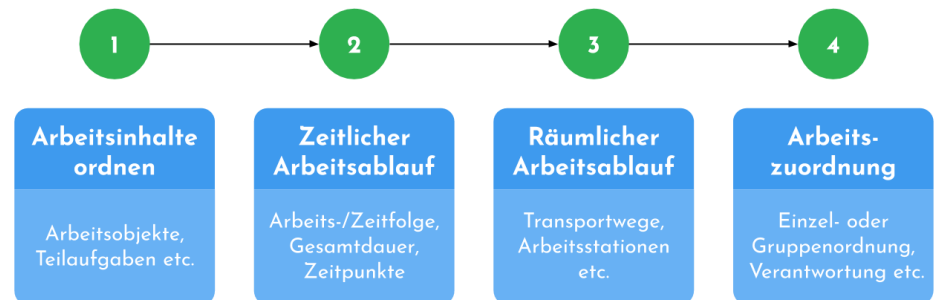 1
2
3
4
Arbeitsinhalte
ordnen
Arbeitsobjekte,
Teilaufgaben etc.
Zeitlicher
Arbeitsablauf
Arbeits-/Zeitfolge,
Gesamtdauer,
Zeitpunkte
Räumlicher
Arbeitsablauf
Transportwege,
Arbeitsstationen
etc.
Arbeits-
zuordnung
Einzel- oder
Gruppenordnung,
Verantwortung etc.